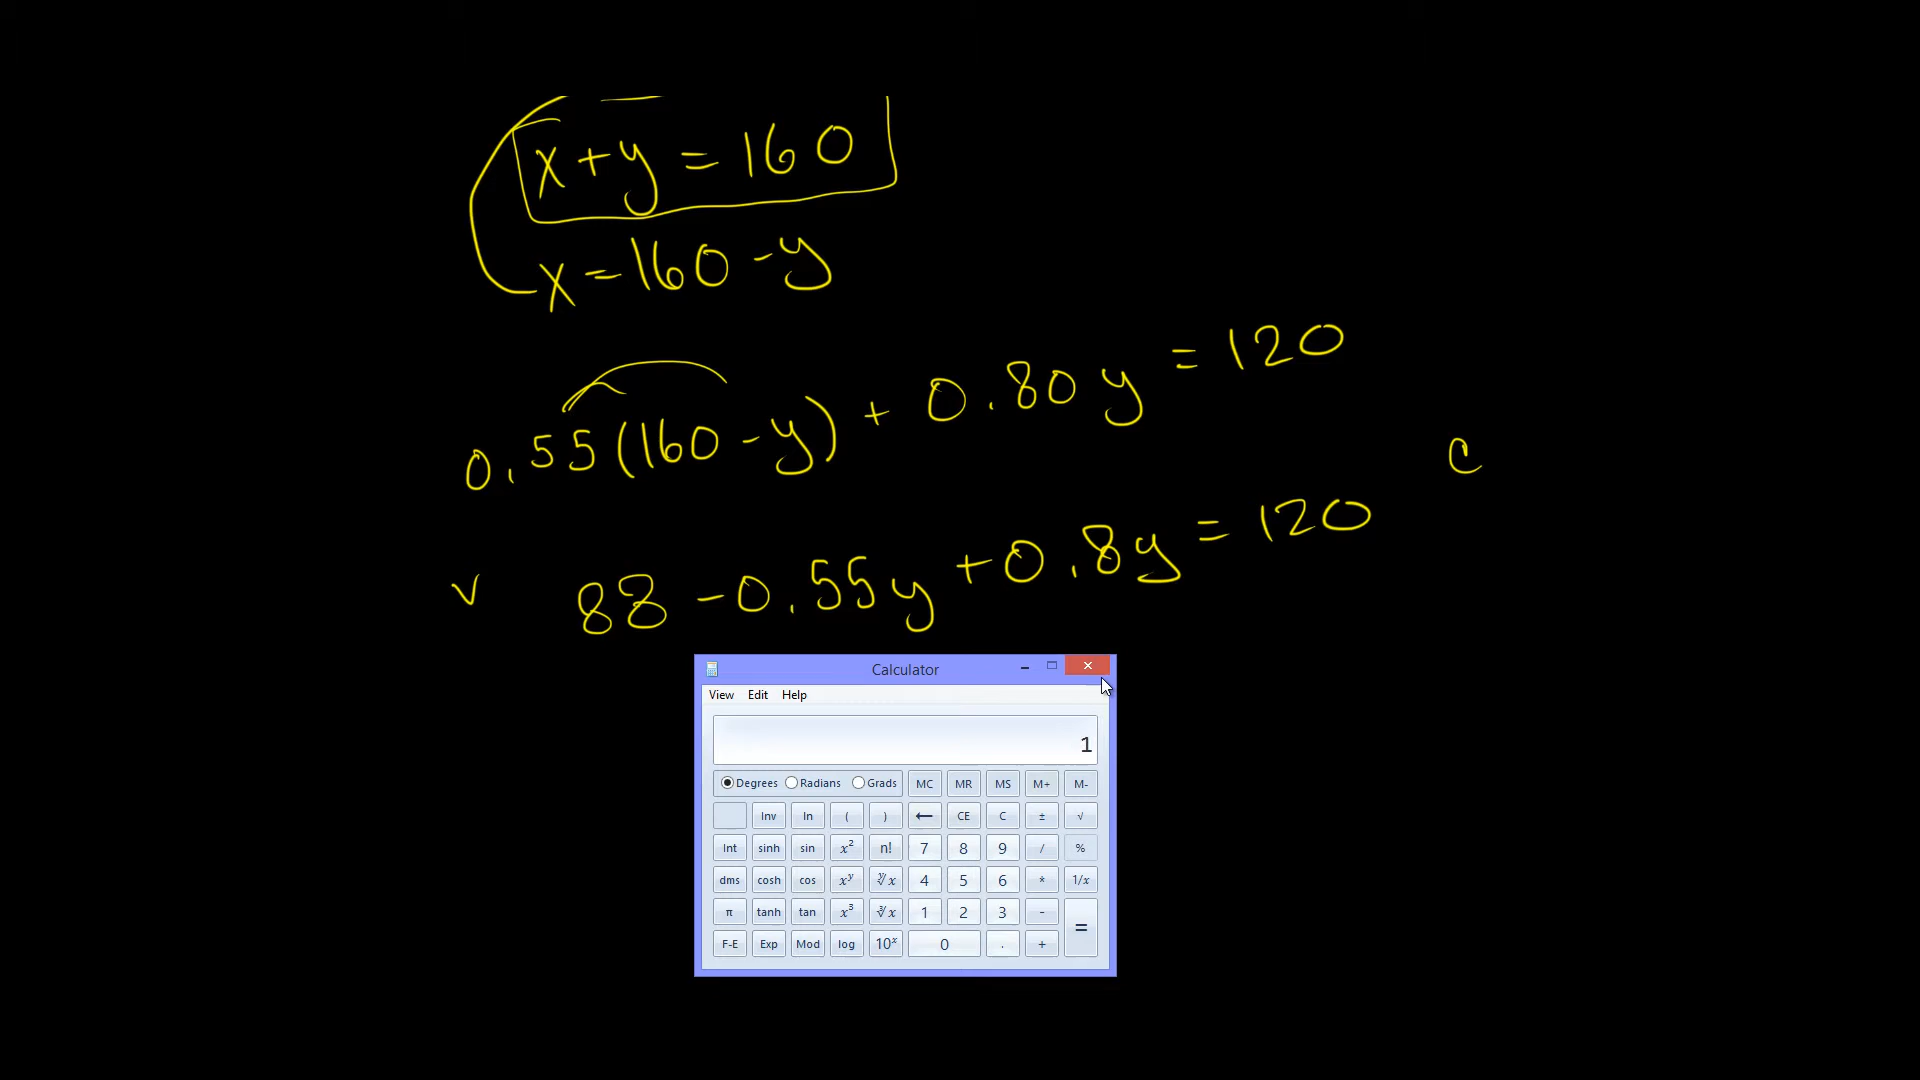 x+y = 160
x = 160 - y
0.55(160 - y) + 0.80y = 120
C
v 88 - 0.55y + 0.8y = 120
Calculator
View Edit Help
1
Degrees Radians Grads MC MR MS M+ M-
Inv ln ( ) ← CE C ± √
Int sinh sin x² n! 7 8 9 / %
dms cosh cos xʸ ʸ√x 4 5 6 * 1/x
π tanh tan x³ ³√x 1 2 3 - =
F-E Exp Mod log 10ˣ 0 . +